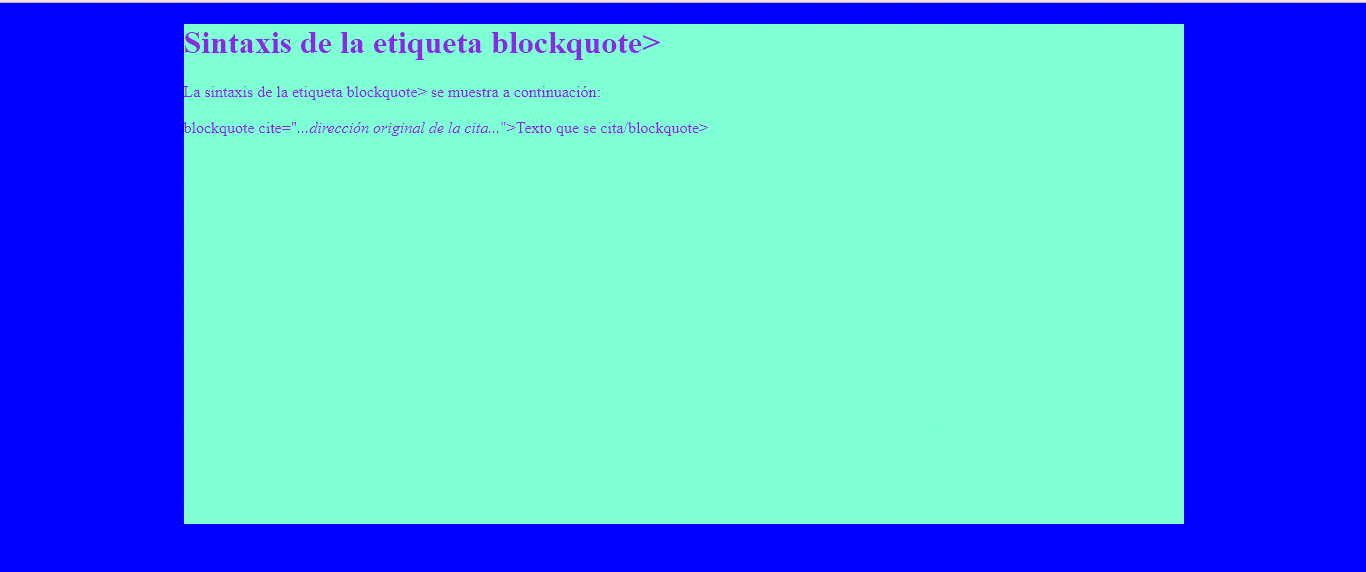 Sintaxis de la etiqueta blockquote>
La sintaxis de la etiqueta blockquote> se muestra a continuación:
blockquote cite="...dirección original de la cita...">Texto que se cita/blockquote>